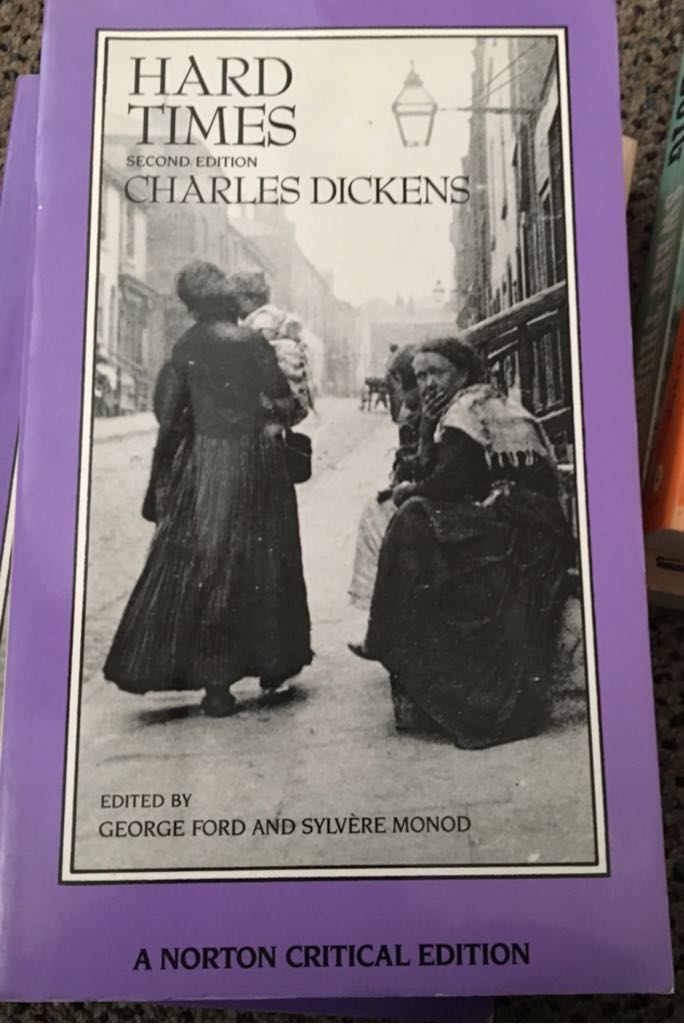 HARD
TIMES
SECOND EDITION
CHARLES DICKENS
EDITED BY
GEORGE FORD AND SYLVÈRE MONOD
A NORTON CRITICAL EDITION